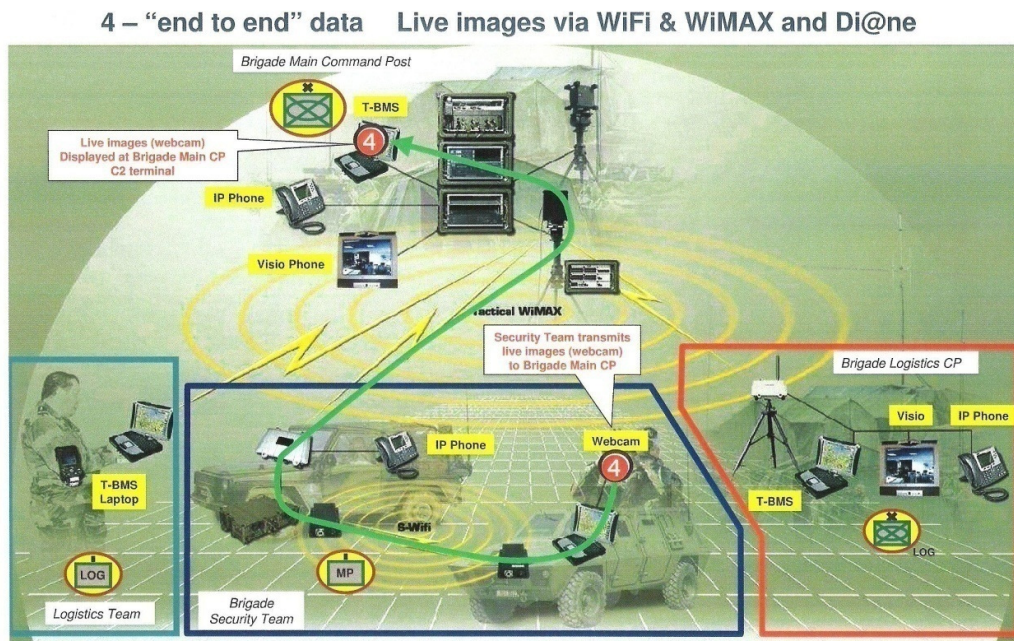 4 – “end to end” data Live images via WiFi & WiMAX and Di@ne
Brigade Main Command Post
T-BMS
4
Live images (webcam)
Displayed at Brigade Main CP
C2 terminal
IP Phone
Visio Phone
Tactical WiMAX
Security Team transmits
live images (webcam)
to Brigade Main CP
Brigade Logistics CP
Visio
IP Phone
T-BMS
LOG
T-BMS
Laptop
LOG
Logistics Team
IP Phone
Webcam
4
S-Wifi
MP
Brigade
Security Team